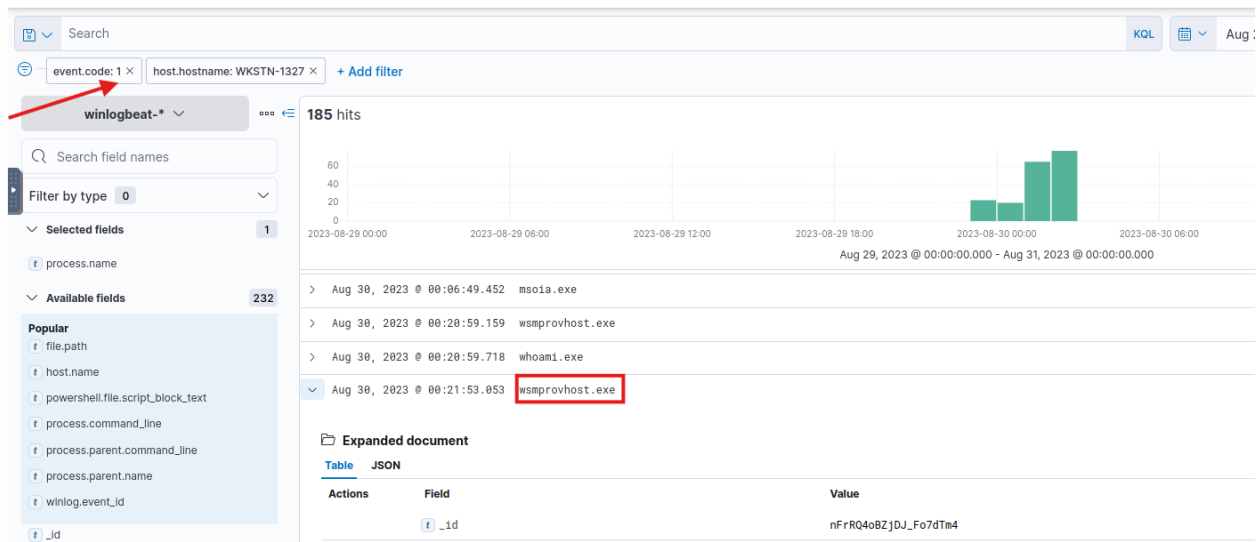 Search KQL Aug 2
event.code: 1 × host.hostname: WKSTN-1327 × + Add filter
winlogbeat-*
185 hits
Search field names
Filter by type 0
Selected fields 1
process.name
Available fields 232
Popular
file.path
host.name
powershell.file.script_block_text
process.command_line
process.parent.command_line
process.parent.name
winlog.event_id
_id
60
40
20
0
2023-08-29 00:00 2023-08-29 06:00 2023-08-29 12:00 2023-08-29 18:00 2023-08-30 00:00 2023-08-30 06:00
Aug 29, 2023 @ 00:00:00.000 - Aug 31, 2023 @ 00:00:00.000
Aug 30, 2023 @ 00:06:49.452 msoia.exe
Aug 30, 2023 @ 00:20:59.159 wsmprovhost.exe
Aug 30, 2023 @ 00:20:59.718 whoami.exe
Aug 30, 2023 @ 00:21:53.053 wsmprovhost.exe
Expanded document
Table JSON
Actions Field Value
t _id nFrRQ4oBZjDJ_Fo7dTm4